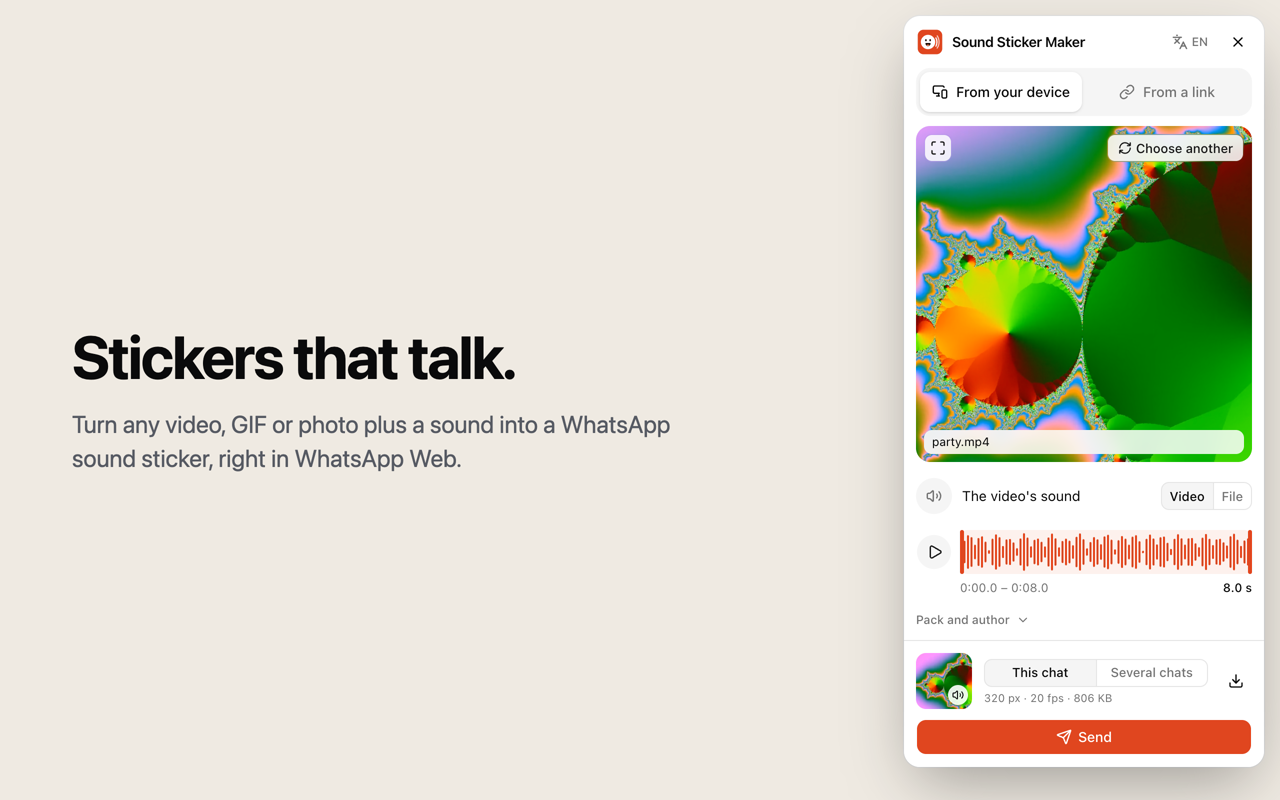 Stickers that talk.
Turn any video, GIF or photo plus a sound into a WhatsApp
sound sticker, right in WhatsApp Web.
Sound Sticker Maker
EN
From your device
From a link
Choose another
party.mp4
The video's sound
Video
File
0:00.0 – 0:08.0
8.0 s
Pack and author
This chat
Several chats
320 px · 20 fps · 806 KB
Send